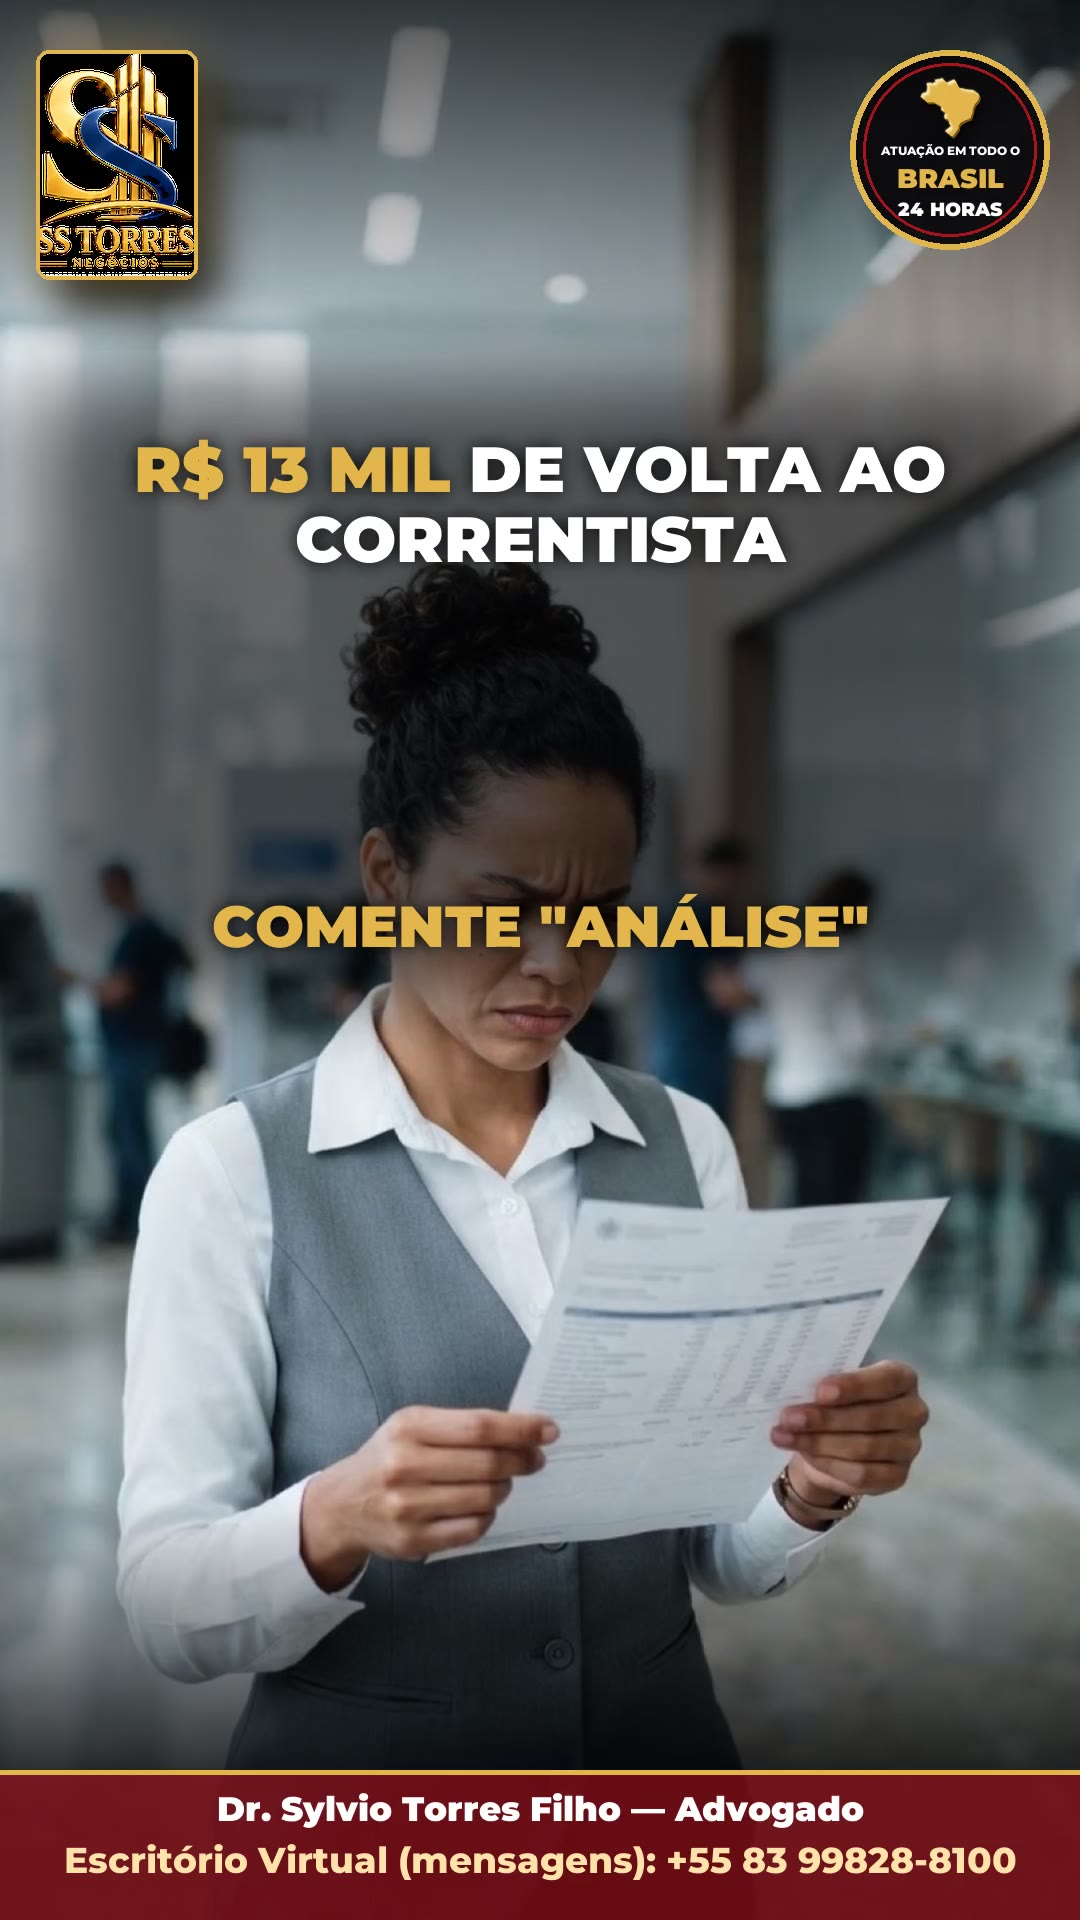 SS TORRES
NEGÓCIOS
ATUAÇÃO EM TODO O
BRASIL
24 HORAS
R$ 13 MIL DE VOLTA AO
CORRENTISTA
COMENTE "ANÁLISE"
Dr. Sylvio Torres Filho — Advogado
Escritório Virtual (mensagens): +55 83 99828-8100